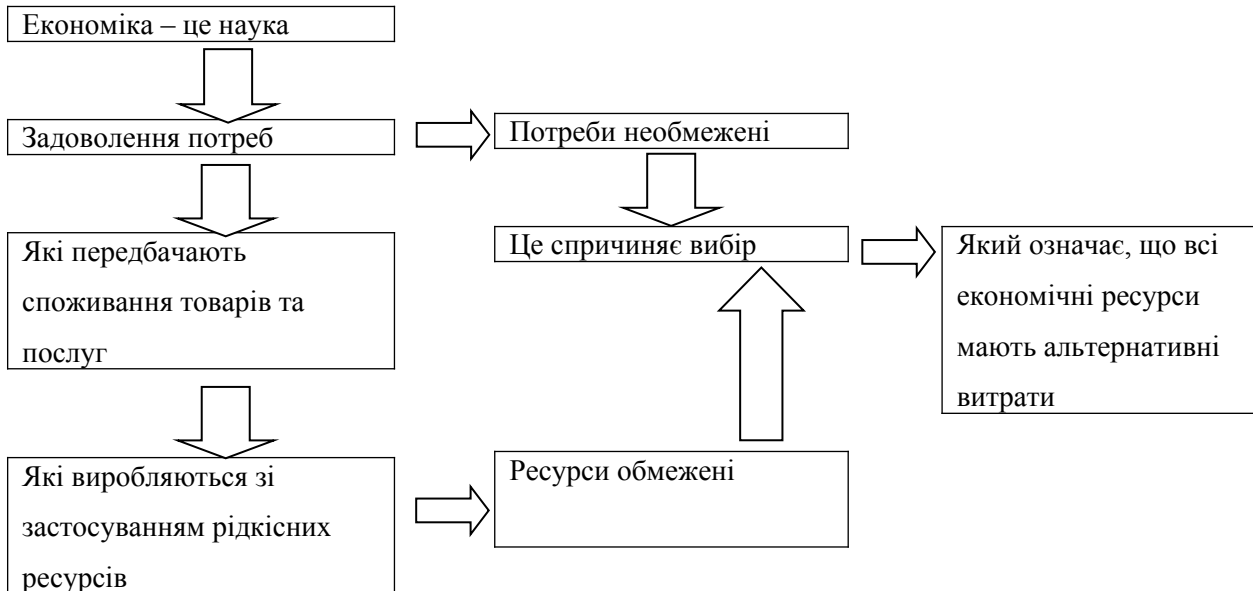 Економіка – це наука
Задоволення потреб
Потреби необмежені
Які передбачають
споживання товарів та
послуг
Це спричиняє вибір
Який означає, що всі
економічні ресурси
мають альтернативні
витрати
Які виробляються зі
застосуванням рідкісних
ресурсів
Ресурси обмежені